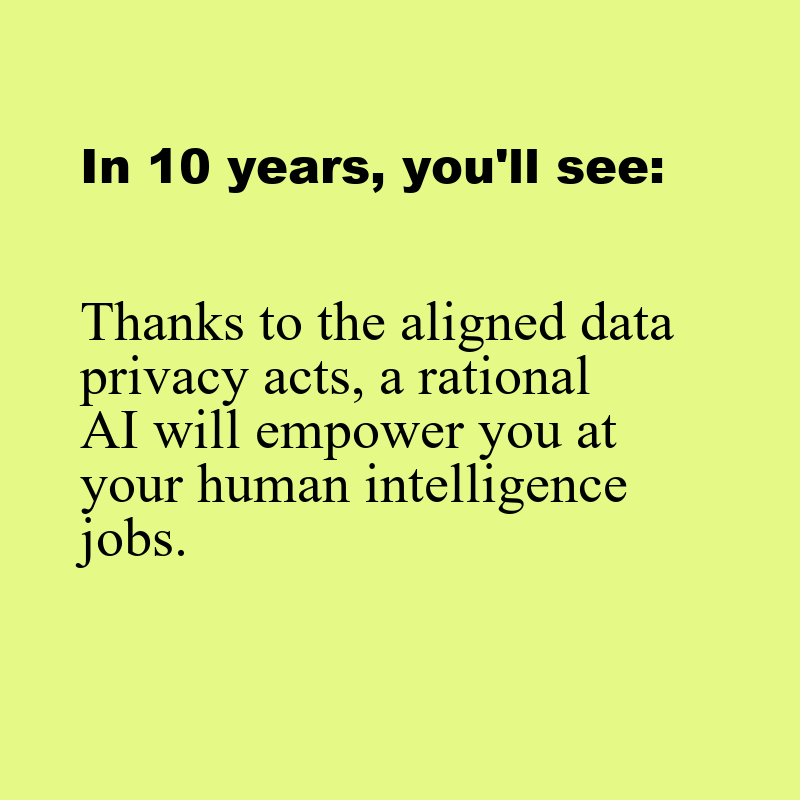 In 10 years, you'll see:
Thanks to the aligned data
privacy acts, a rational
AI will empower you at
your human intelligence
jobs.